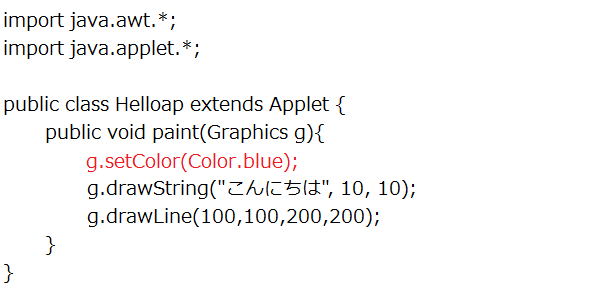 import java.awt.*;
import java.applet.*;

public class Helloap extends Applet {
    public void paint(Graphics g){
        g.setColor(Color.blue);
        g.drawString("こんにちは", 10, 10);
        g.drawLine(100,100,200,200);
    }
}